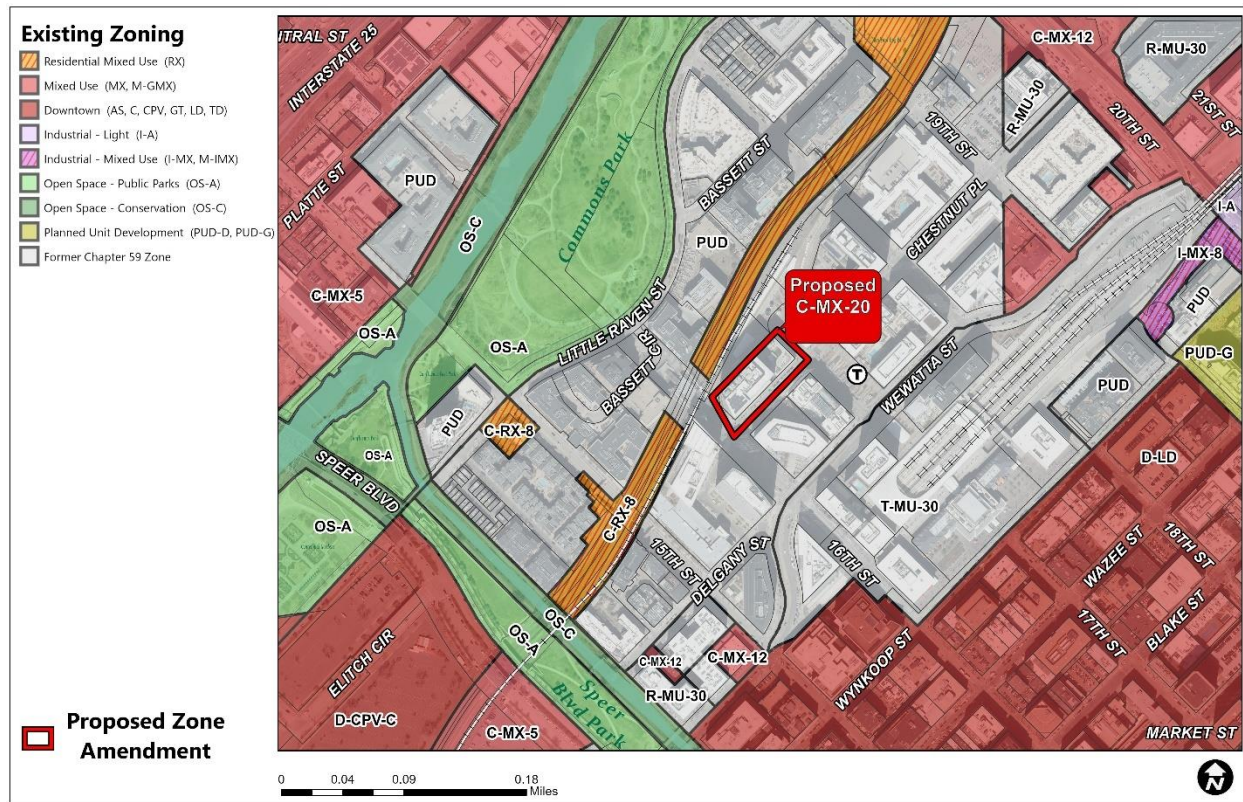 Existing Zoning
Residential Mixed Use (RX)
Mixed Use (MX, M-GMX)
Downtown (AS, C, CPV, GT, LD, TD)
Industrial - Light (I-A)
Industrial - Mixed Use (I-MX, M-IMX)
Open Space - Public Parks (OS-A)
Open Space - Conservation (OS-C)
Planned Unit Development (PUD-D, PUD-G)
Former Chapter 59 Zone
Proposed Zone
Amendment
ITRAL ST
INTERSTATE 25
PLATTE ST
PUD
OS-C
Commons Park
C-MX-12
R-MU-30
R-MU-30
20TH ST
21ST ST
19TH ST
BASSETT ST
CHESTNUT PL
PUD
I-A
I-MX-8
PUD
PUD-G
C-MX-5
OS-A
OS-A
LITTLE RAVEN ST
BASSETT CIR
Proposed
C-MX-20
T
WEWATTA ST
PUD
PUD
C-RX-8
OS-A
SPEER BLVD
OS-A
C-RX-8
D-LD
T-MU-30
15TH ST
DELGANY ST
16TH ST
WAZEE ST
18TH ST
17TH ST
BLAKE ST
WYNKOOP ST
OS-C
OS-A
ELITCH CIR
C-MX-12
C-MX-12
R-MU-30
Speer
Blvd Park
D-CPV-C
C-MX-5
MARKET ST
0 0.04 0.09 0.18
Miles
N